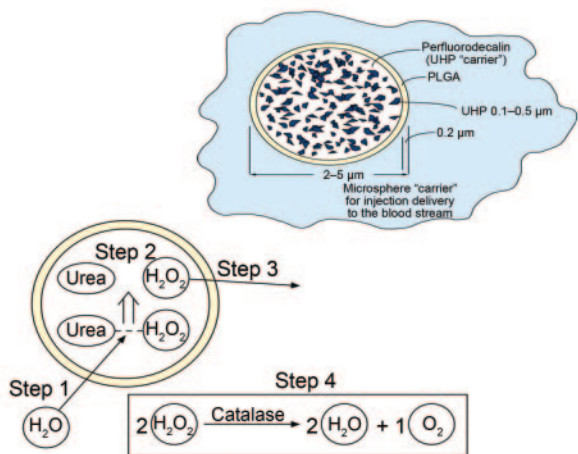 Perfluorodecalin
(UHP “carrier”)
PLGA
UHP 0.1–0.5 µm
0.2 µm
2–5 µm
Microsphere “carrier”
for injection delivery
to the blood stream
Step 2
Urea
H₂O₂
Step 3
Urea
H₂O₂
Step 1
H₂O
Step 4
2 H₂O₂ Catalase 2 H₂O + 1 O₂